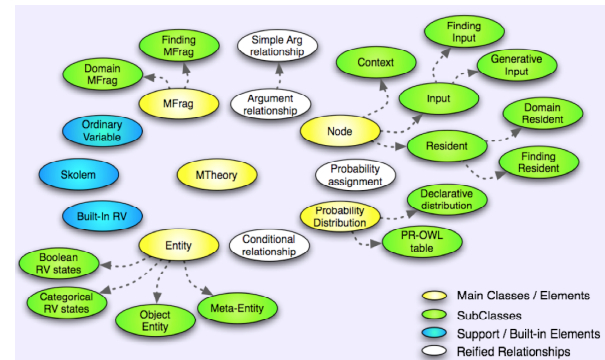 Finding
MFrag
Simple Arg
relationship
Finding
Input
Domain
MFrag
Context
Generative
Input
MFrag
Argument
relationship
Input
Ordinary
Variable
Node
Domain
Resident
Resident
Finding
Resident
Skolem
MTheory
Probability
assignment
Declarative
distribution
Built-In RV
Probability
Distribution
PR-OWL
table
Entity
Conditional
relationship
Boolean
RV states
Categorical
RV states
Object
Entity
Meta-Entity
Main Classes / Elements
SubClasses
Support / Built-in Elements
Reified Relationships